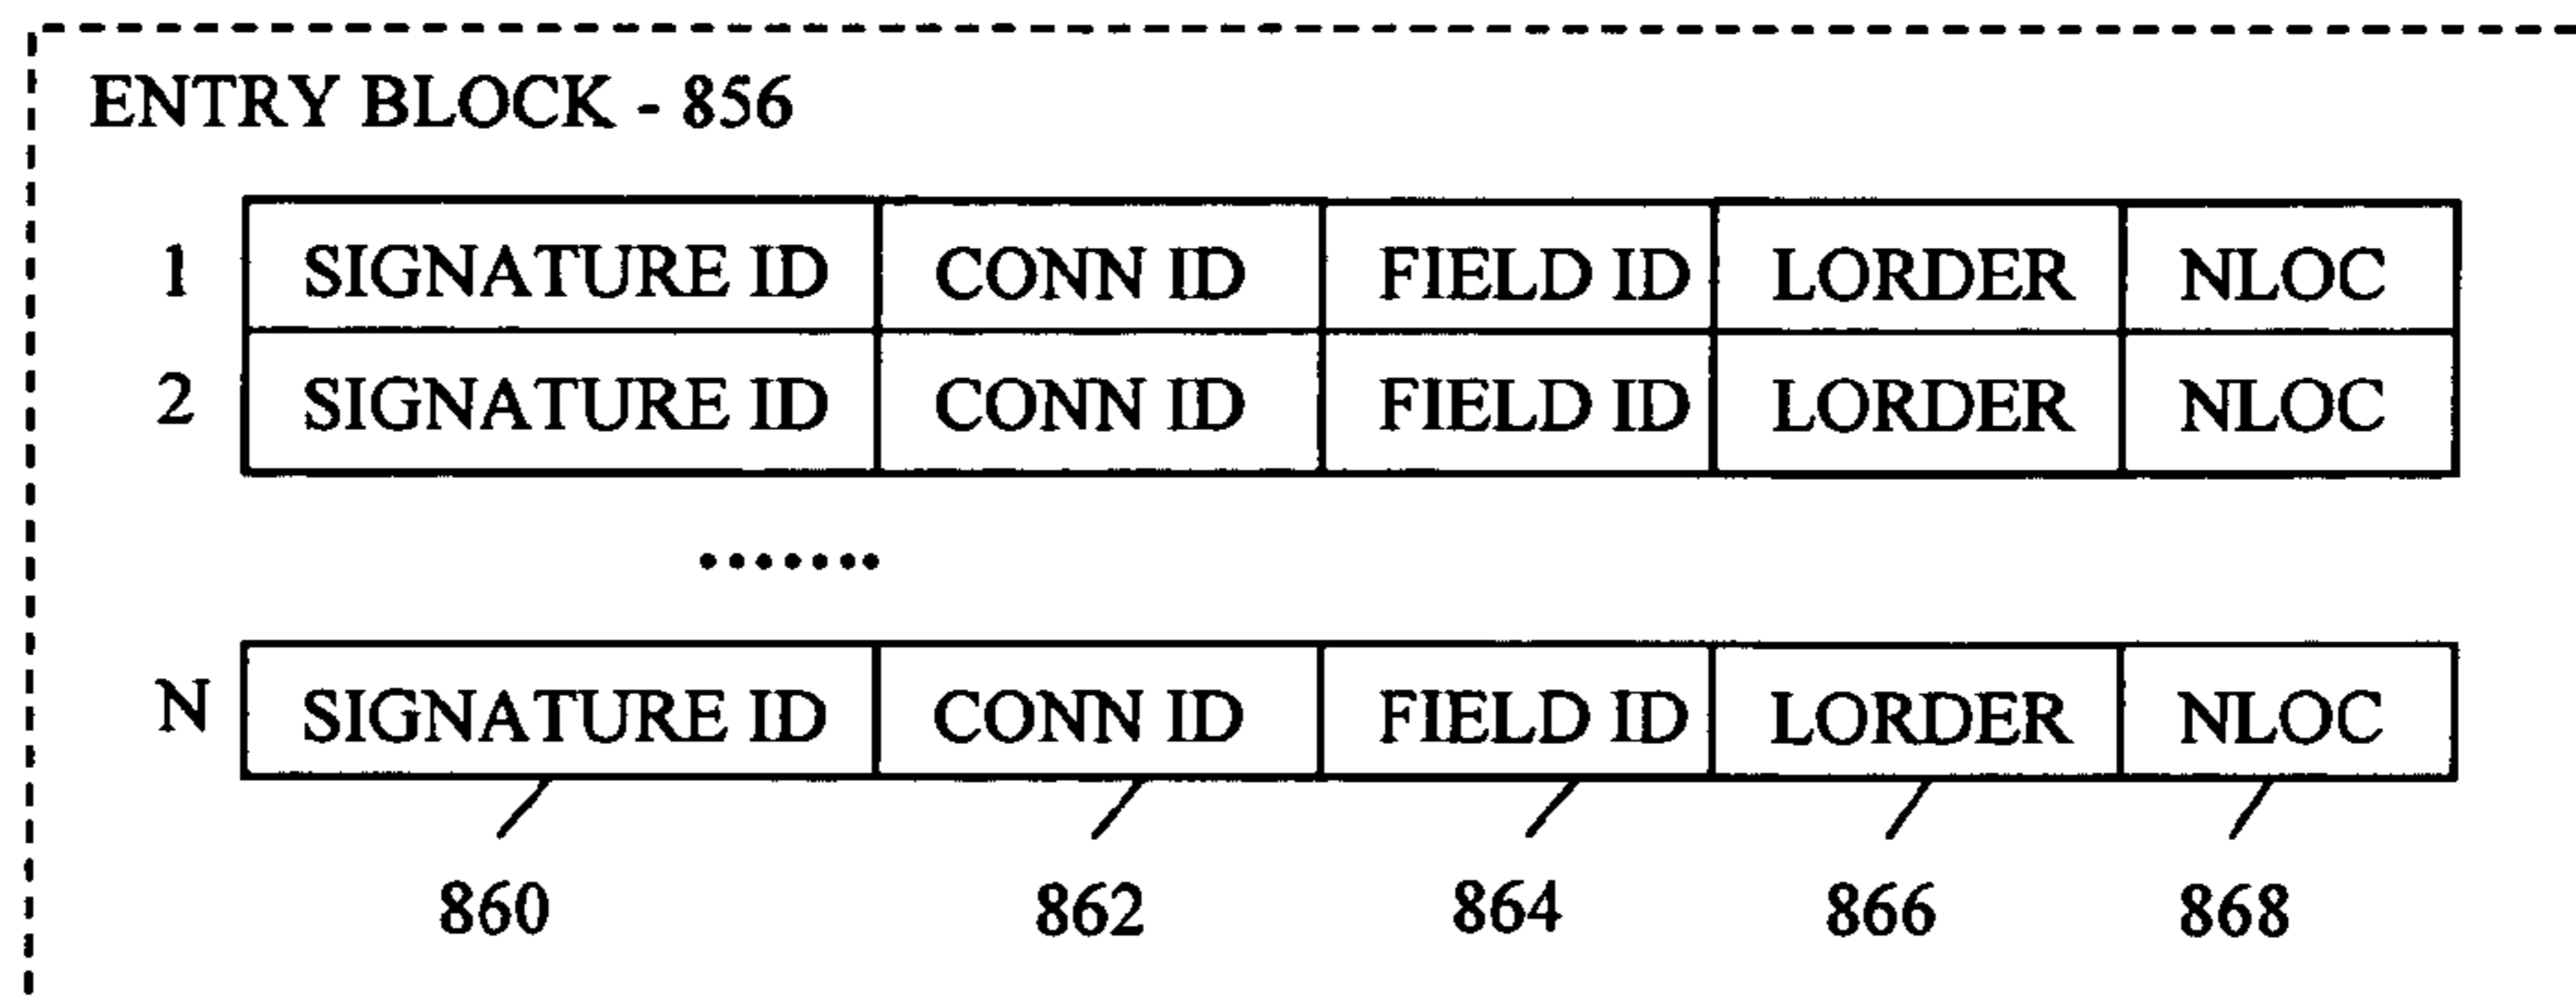 ENTRY BLOCK - 856
1 SIGNATURE ID CONN ID FIELD ID LORDER NLOC
2 SIGNATURE ID CONN ID FIELD ID LORDER NLOC
.......
N SIGNATURE ID CONN ID FIELD ID LORDER NLOC
860 862 864 866 868